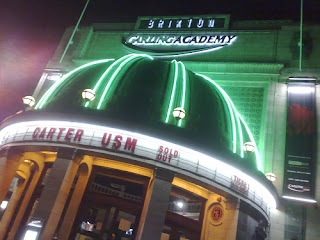 BRIXTON
CARLING ACADEMY
CARTER USM
SOLD
OUT